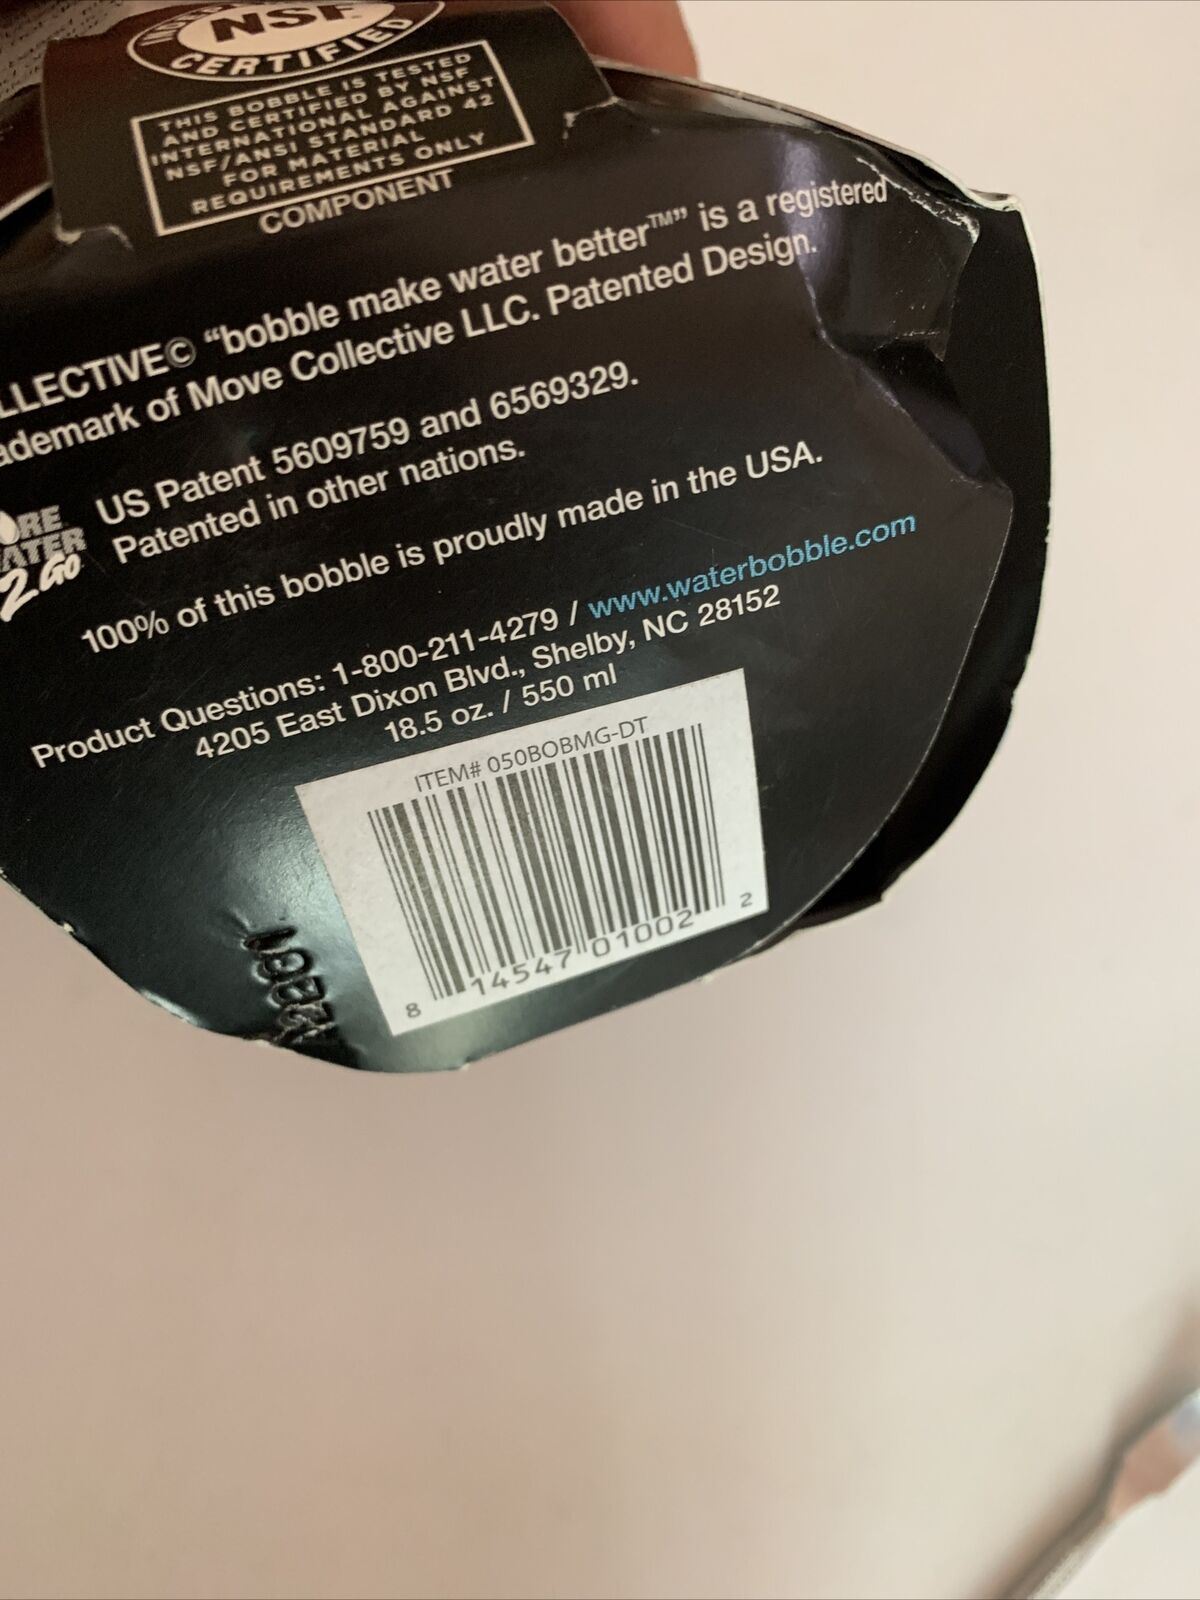 NSF
CERTIFIED
THIS BOBBLE IS TESTED
AND CERTIFIED BY NSF
INTERNATIONAL AGAINST
NSF/ANSI STANDARD 42
FOR MATERIAL
REQUIREMENTS ONLY
COMPONENT
LLECTIVE© “bobble make water better™” is a registered
ademark of Move Collective LLC. Patented Design.
US Patent 5609759 and 6569329.
Patented in other nations.
ORE
ATER
2 GO
100% of this bobble is proudly made in the USA.
Product Questions: 1-800-211-4279 / www.waterbobble.com
4205 East Dixon Blvd., Shelby, NC 28152
18.5 oz. / 550 ml
ITEM# 050BOBMG-DT
8 14547 01002 2